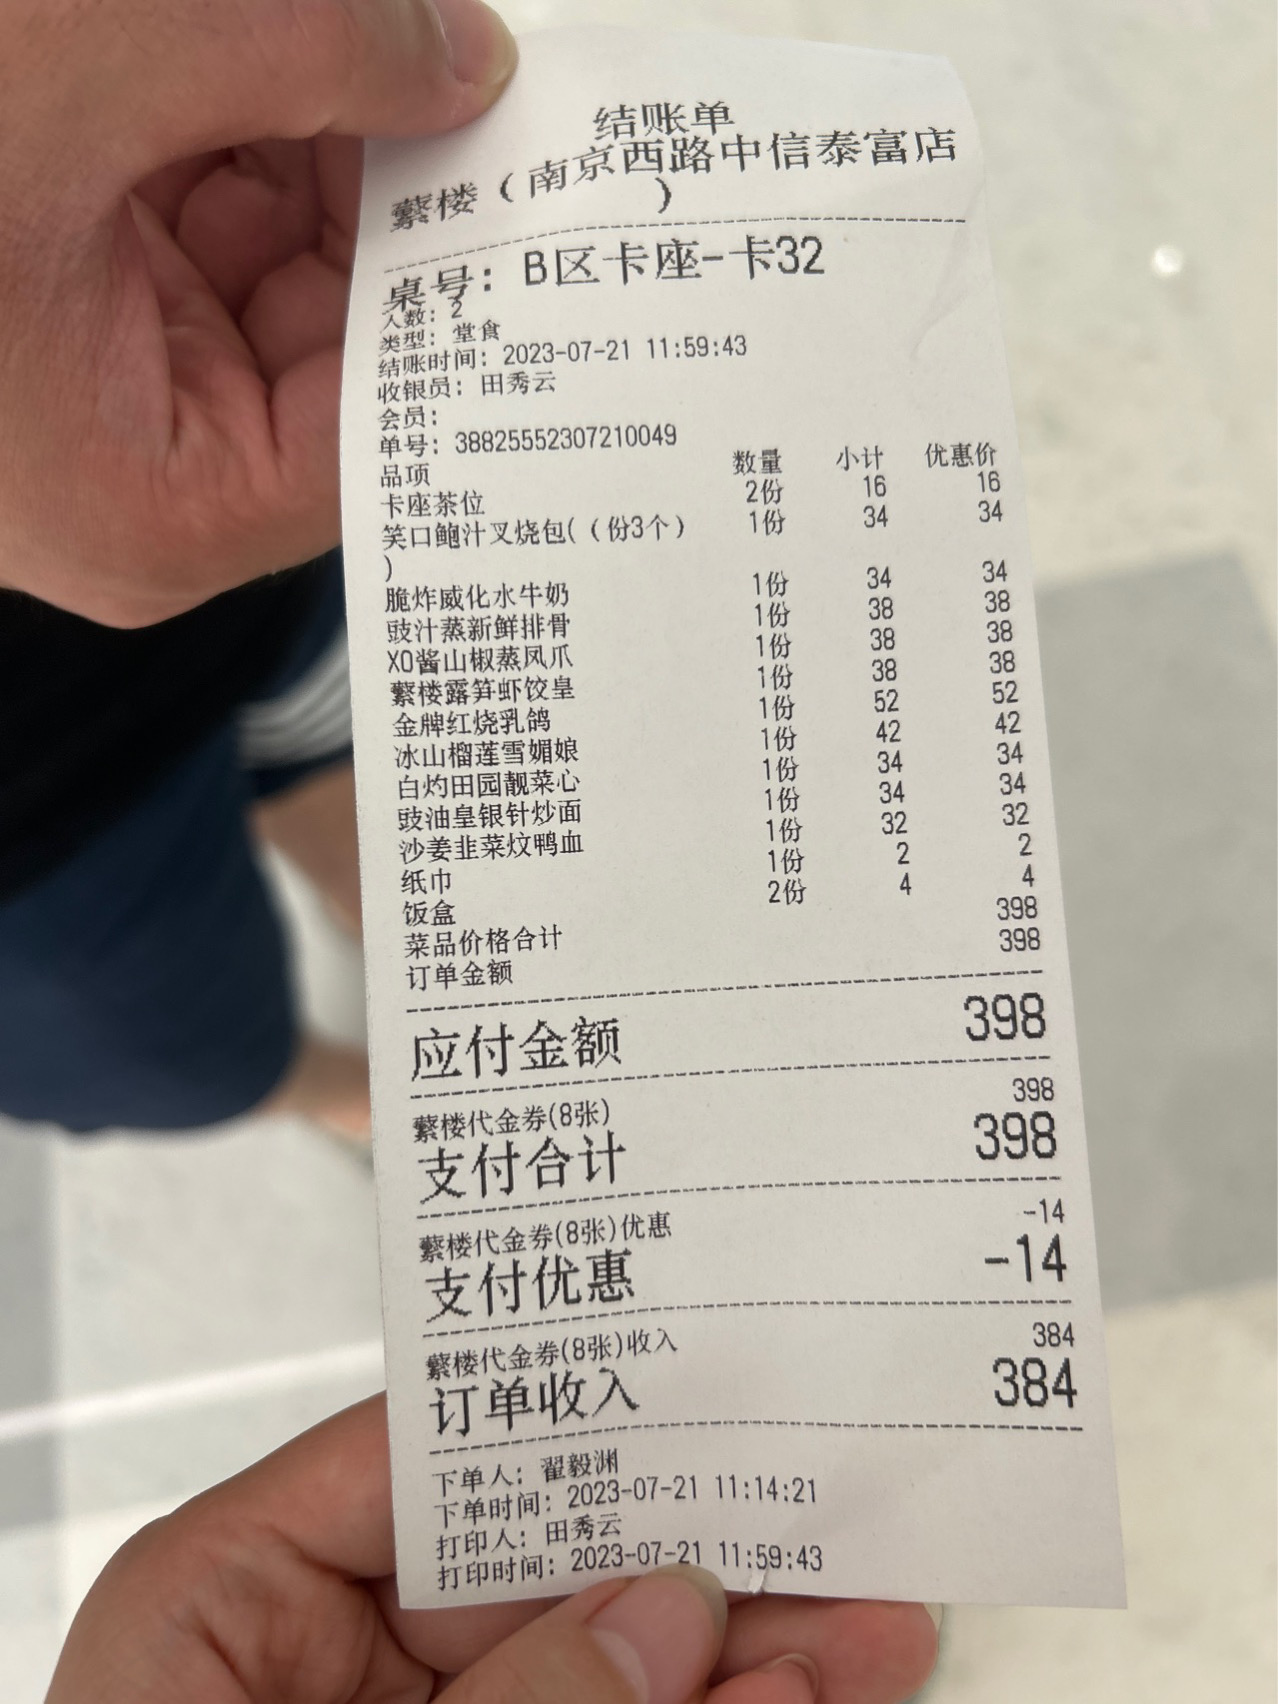 结账单
蘩楼（南京西路中信泰富店
）
桌号：B区卡座-卡32
人数：2
类型：堂食
结账时间：2023-07-21 11:59:43
收银员：田秀云
会员：
单号：38825552307210049
品项 数量 小计 优惠价
卡座茶位 2份 16 16
笑口鲍汁叉烧包(（份3个） 1份 34 34
)
脆炸威化水牛奶 1份 34 34
豉汁蒸新鲜排骨 1份 38 38
XO酱山椒蒸凤爪 1份 38 38
蘩楼露笋虾饺皇 1份 38 38
金牌红烧乳鸽 1份 52 52
冰山榴莲雪媚娘 1份 42 42
白灼田园靓菜心 1份 34 34
豉油皇银针炒面 1份 34 34
沙姜韭菜炆鸭血 1份 32 32
纸巾 1份 2 2
饭盒 2份 4 4
菜品价格合计 398
订单金额 398
应付金额 398
蘩楼代金券(8张) 398
支付合计 398
蘩楼代金券(8张)优惠 -14
支付优惠 -14
蘩楼代金券(8张)收入 384
订单收入 384
下单人：翟毅渊
下单时间：2023-07-21 11:14:21
打印人：田秀云
打印时间：2023-07-21 11:59:43